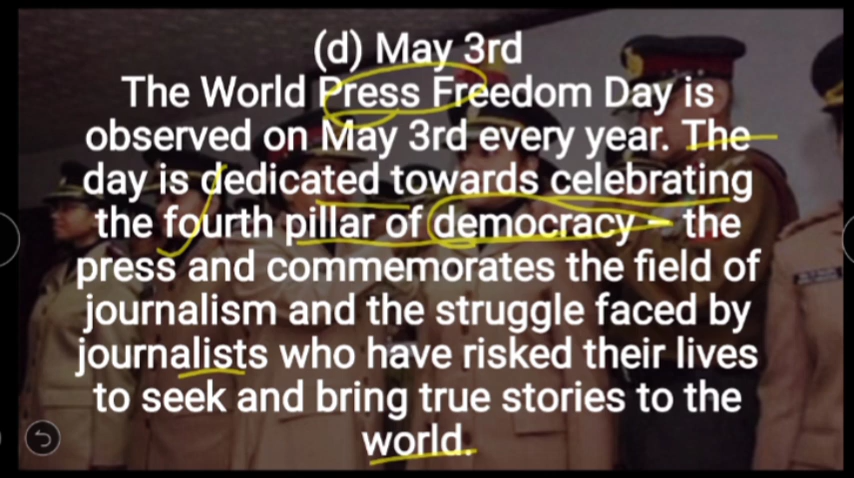 (d) May 3rd
The World Press Freedom Day is
observed on May 3rd every year. The
day is dedicated towards celebrating
the fourth pillar of democracy – the
press and commemorates the field of
journalism and the struggle faced by
journalists who have risked their lives
to seek and bring true stories to the
world.